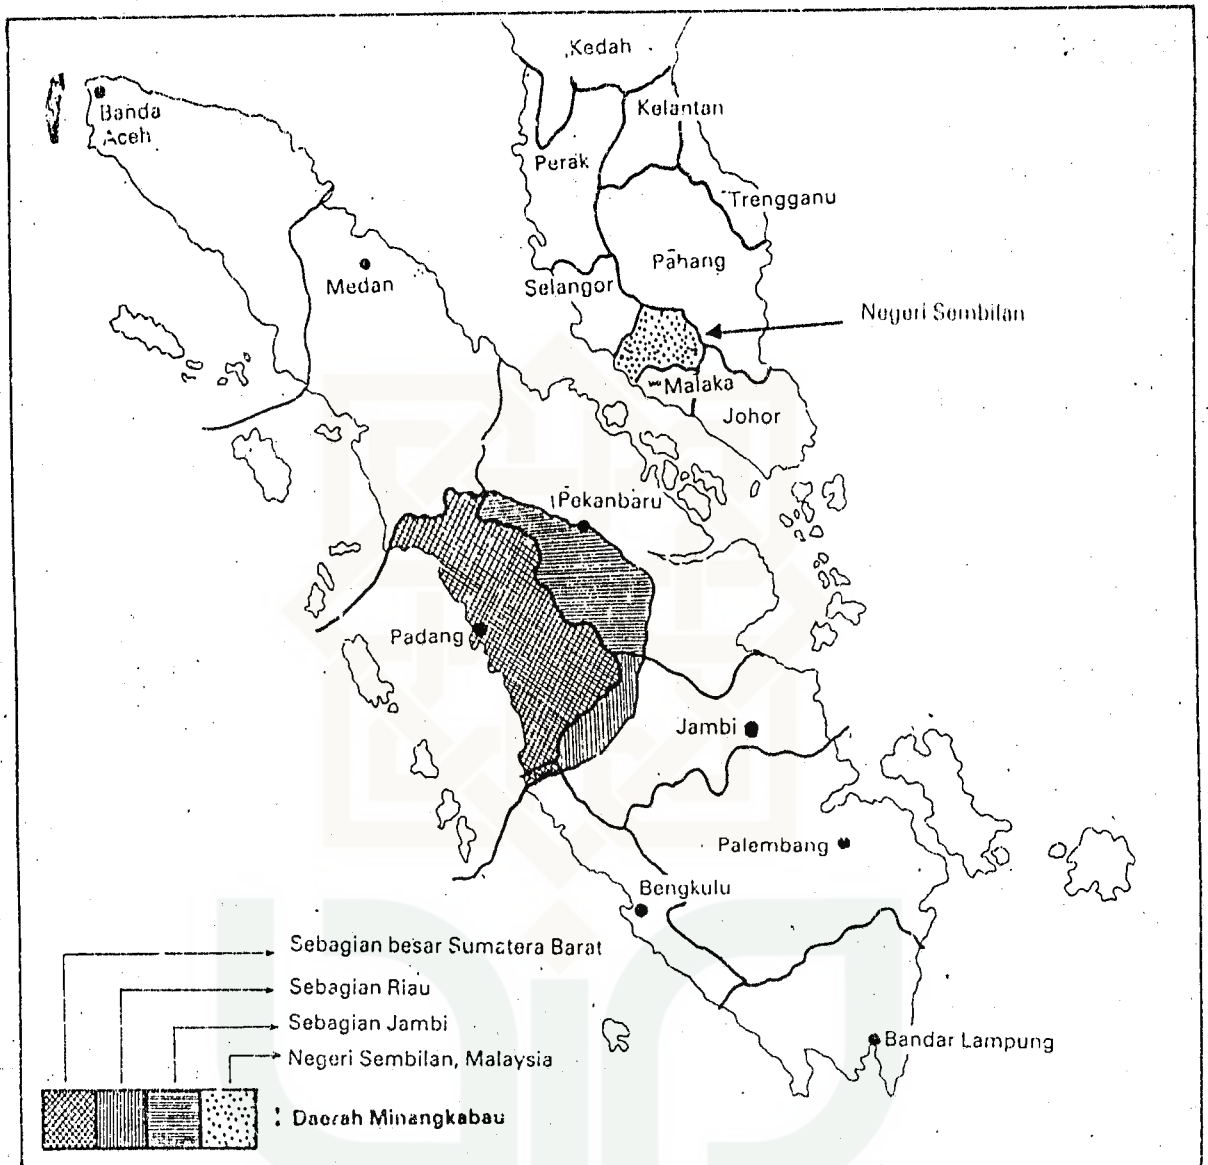 Kedah
Banda
Aceh
Kelantan
Perak
Trengganu
Pahang
Medan
Selangor
Negeri Sembilan
Malaka
Johor
Pekanbaru
Padang
Jambi
Palembang
Bengkulu
Sebagian besar Sumatera Barat
Sebagian Riau
Sebagian Jambi
Bandar Lampung
Negeri Sembilan, Malaysia
: Daerah Minangkabau